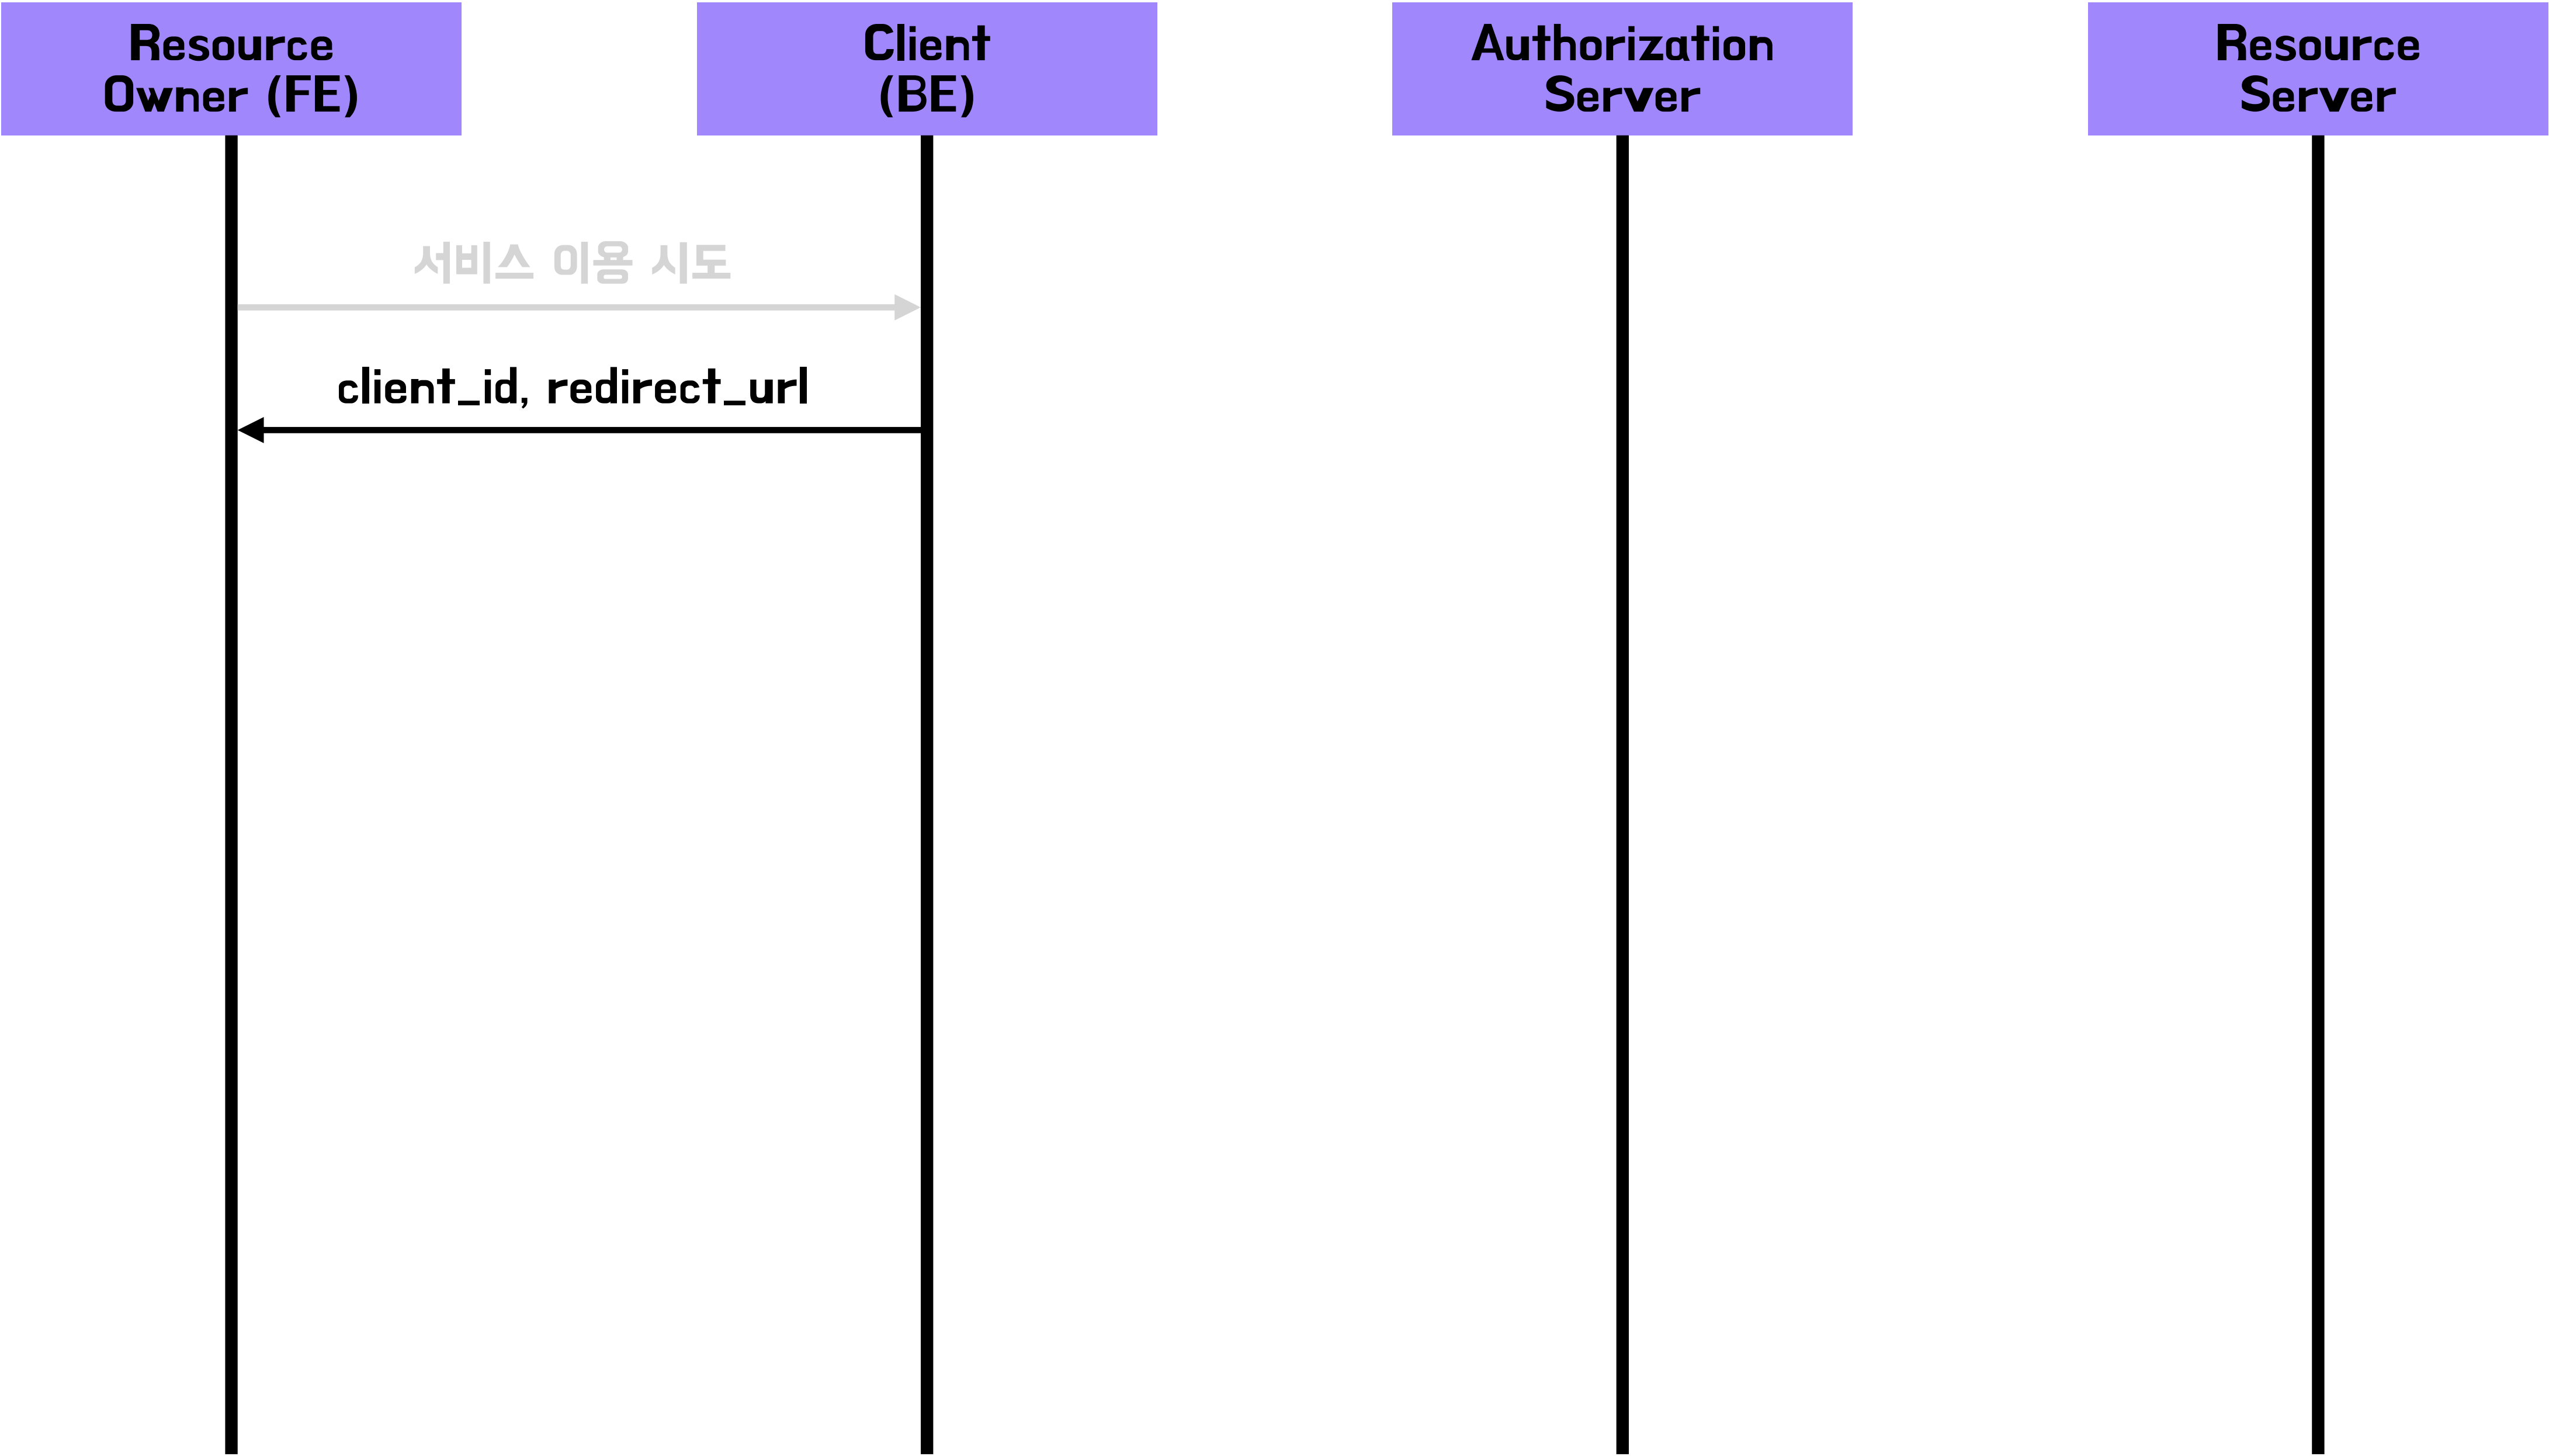 Resource
Owner (FE)
Client
(BE)
Authorization
Server
Resource
Server
서비스 이용 시도
client_id, redirect_url